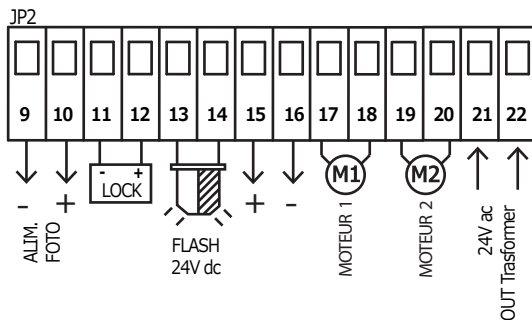 JP2
9 10 11 12 13 14 15 16 17 18 19 20 21 22
- +
LOCK
M1
M2
- +
+ -
ALIM.
FOTO
FLASH
24V dc
MOTEUR 1
MOTEUR 2
24V ac
OUT Trasformer